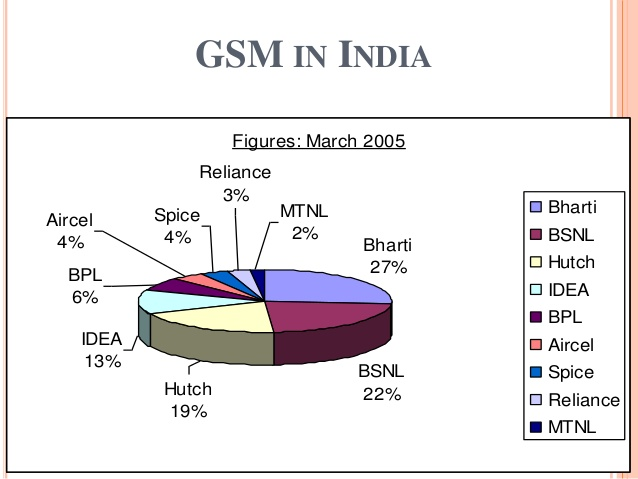 GSM IN INDIA
Figures: March 2005
Reliance
3%
MTNL
2%
Spice
4%
Aircel
4%
Bharti
27%
BPL
6%
IDEA
13%
Hutch
19%
BSNL
22%
Bharti
BSNL
Hutch
IDEA
BPL
Aircel
Spice
Reliance
MTNL